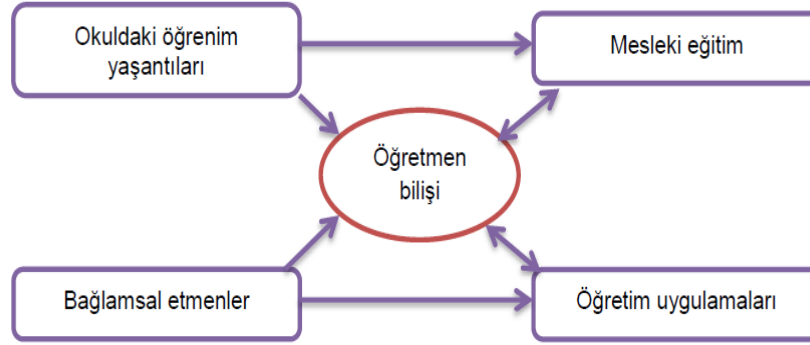 Okuldaki öğrenim
yaşantıları
Mesleki eğitim
Öğretmen
bilişi
Bağlamsal etmenler
Öğretim uygulamaları